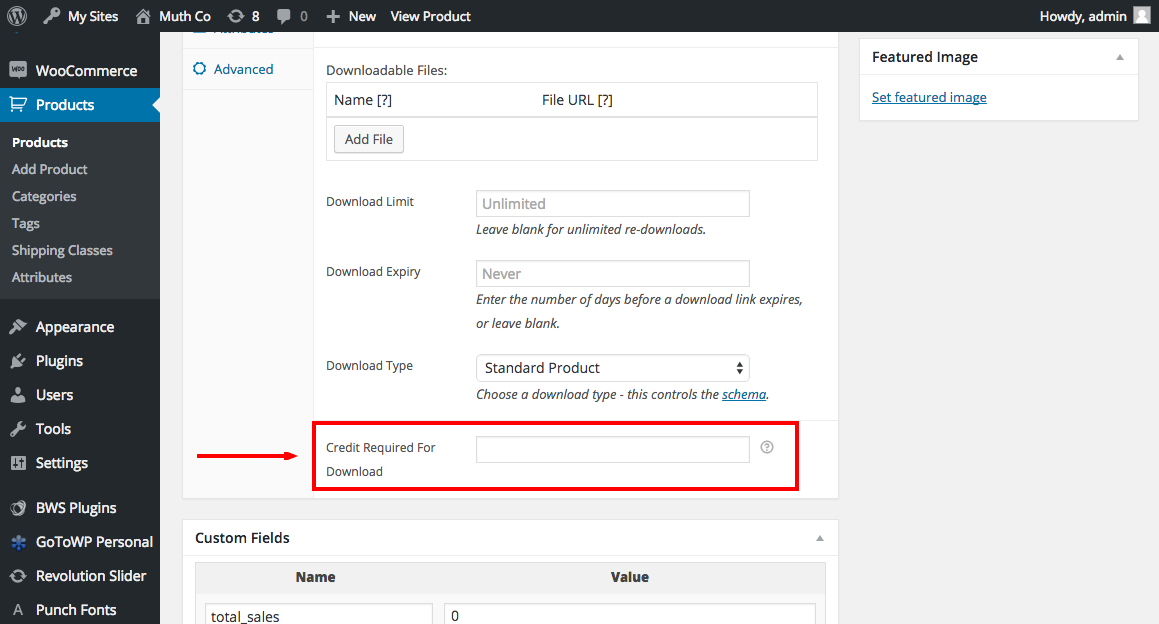 My Sites Muth Co 8 0 New View Product Howdy, admin
WooCommerce
Products
Products
Add Product
Categories
Tags
Shipping Classes
Attributes
Appearance
Plugins
Users
Tools
Settings
BWS Plugins
GoToWP Personal
Revolution Slider
Punch Fonts
Attributes
Advanced
Downloadable Files:
Name [?] File URL [?]
Add File
Download Limit Unlimited
Leave blank for unlimited re-downloads.
Download Expiry Never
Enter the number of days before a download link expires,
or leave blank.
Download Type Standard Product
Choose a download type - this controls the schema.
Credit Required For
Download
Custom Fields
Name Value
total_sales 0
Featured Image
Set featured image